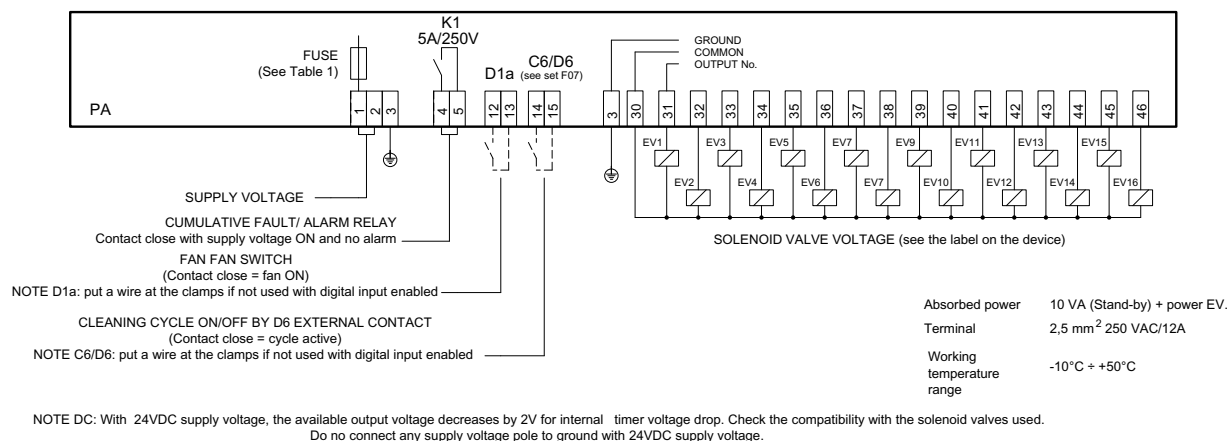 K1
5A/250V
FUSE
(See Table 1)
D1a
C6/D6
(see set F07)
GROUND
COMMON
OUTPUT No.
PA
1 2 3 4 5 12 13 14 15 3 30 31 32 33 34 35 36 37 38 39 40 41 42 43 44 45 46
EV1 EV3 EV5 EV7 EV9 EV11 EV13 EV15
EV2 EV4 EV6 EV7 EV10 EV12 EV14 EV16
SUPPLY VOLTAGE
CUMULATIVE FAULT/ ALARM RELAY
Contact close with supply voltage ON and no alarm
SOLENOID VALVE VOLTAGE (see the label on the device)
FAN FAN SWITCH
(Contact close = fan ON)
NOTE D1a: put a wire at the clamps if not used with digital input enabled
CLEANING CYCLE ON/OFF BY D6 EXTERNAL CONTACT
(Contact close = cycle active)
NOTE C6/D6: put a wire at the clamps if not used with digital input enabled
Absorbed power 10 VA (Stand-by) + power EV.
Terminal 2,5 mm² 250 VAC/12A
Working
temperature
range
-10°C ÷ +50°C
NOTE DC: With 24VDC supply voltage, the available output voltage decreases by 2V for internal timer voltage drop. Check the compatibility with the solenoid valves used.
Do no connect any supply voltage pole to ground with 24VDC supply voltage.